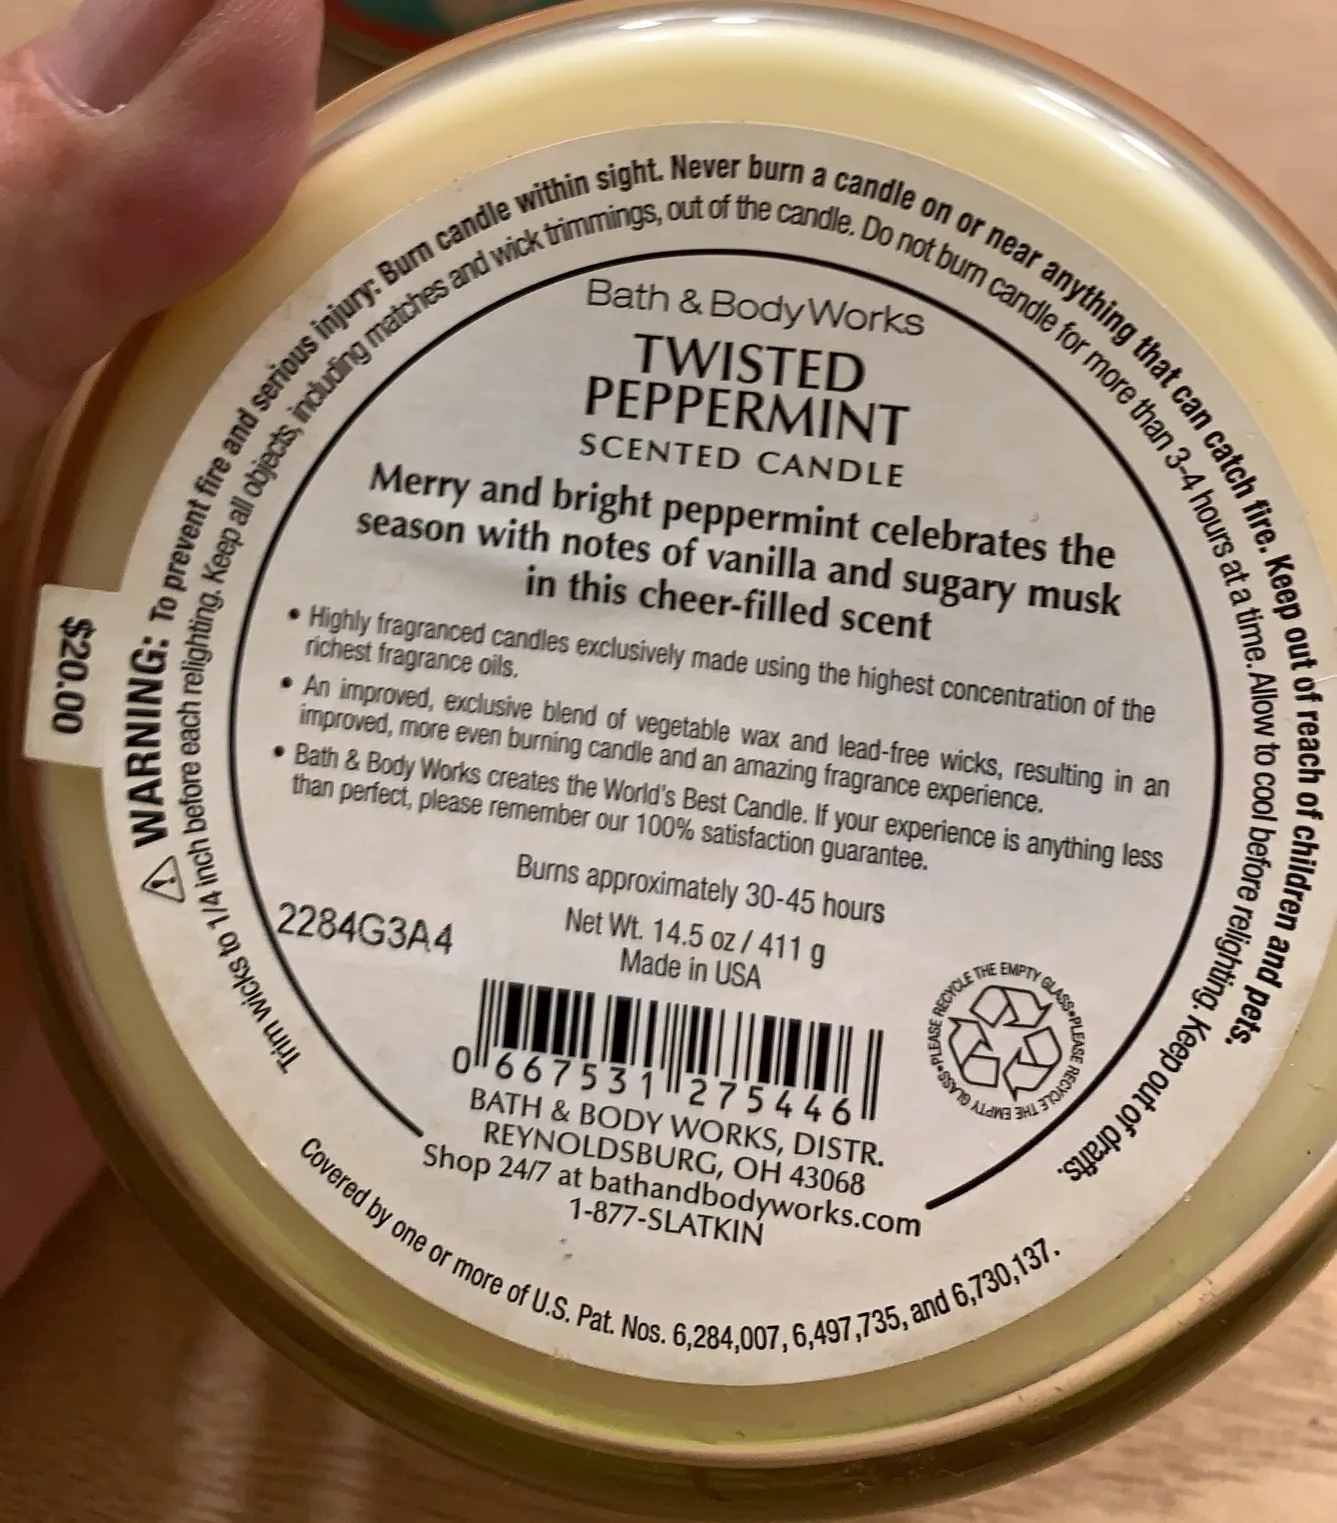 WARNING: To prevent fire and serious injury: Burn candle within sight. Never burn a candle on or near anything that can catch fire. Keep out of reach of children and pets.
Trim wicks to 1/4 inch before each relighting. Keep all objects, including matches and wick trimmings, out of the candle. Do not burn candle for more than 3-4 hours at a time. Allow to cool before relighting. Keep out of drafts.
$20.00
Bath & Body Works
TWISTED
PEPPERMINT
SCENTED CANDLE
Merry and bright peppermint celebrates the
season with notes of vanilla and sugary musk
in this cheer-filled scent
• Highly fragranced candles exclusively made using the highest concentration of the
richest fragrance oils.
• An improved, exclusive blend of vegetable wax and lead-free wicks, resulting in an
improved, more even burning candle and an amazing fragrance experience.
• Bath & Body Works creates the World's Best Candle. If your experience is anything less
than perfect, please remember our 100% satisfaction guarantee.
Burns approximately 30-45 hours
2284G3A4
Net Wt. 14.5 oz / 411 g
Made in USA
PLEASE RECYCLE THE EMPTY GLASS•PLEASE RECYCLE THE EMPTY GLASS•
0 667531 275446
BATH & BODY WORKS, DISTR.
REYNOLDSBURG, OH 43068
Shop 24/7 at bathandbodyworks.com
1-877-SLATKIN
Covered by one or more of U.S. Pat. Nos. 6,284,007, 6,497,735, and 6,730,137.